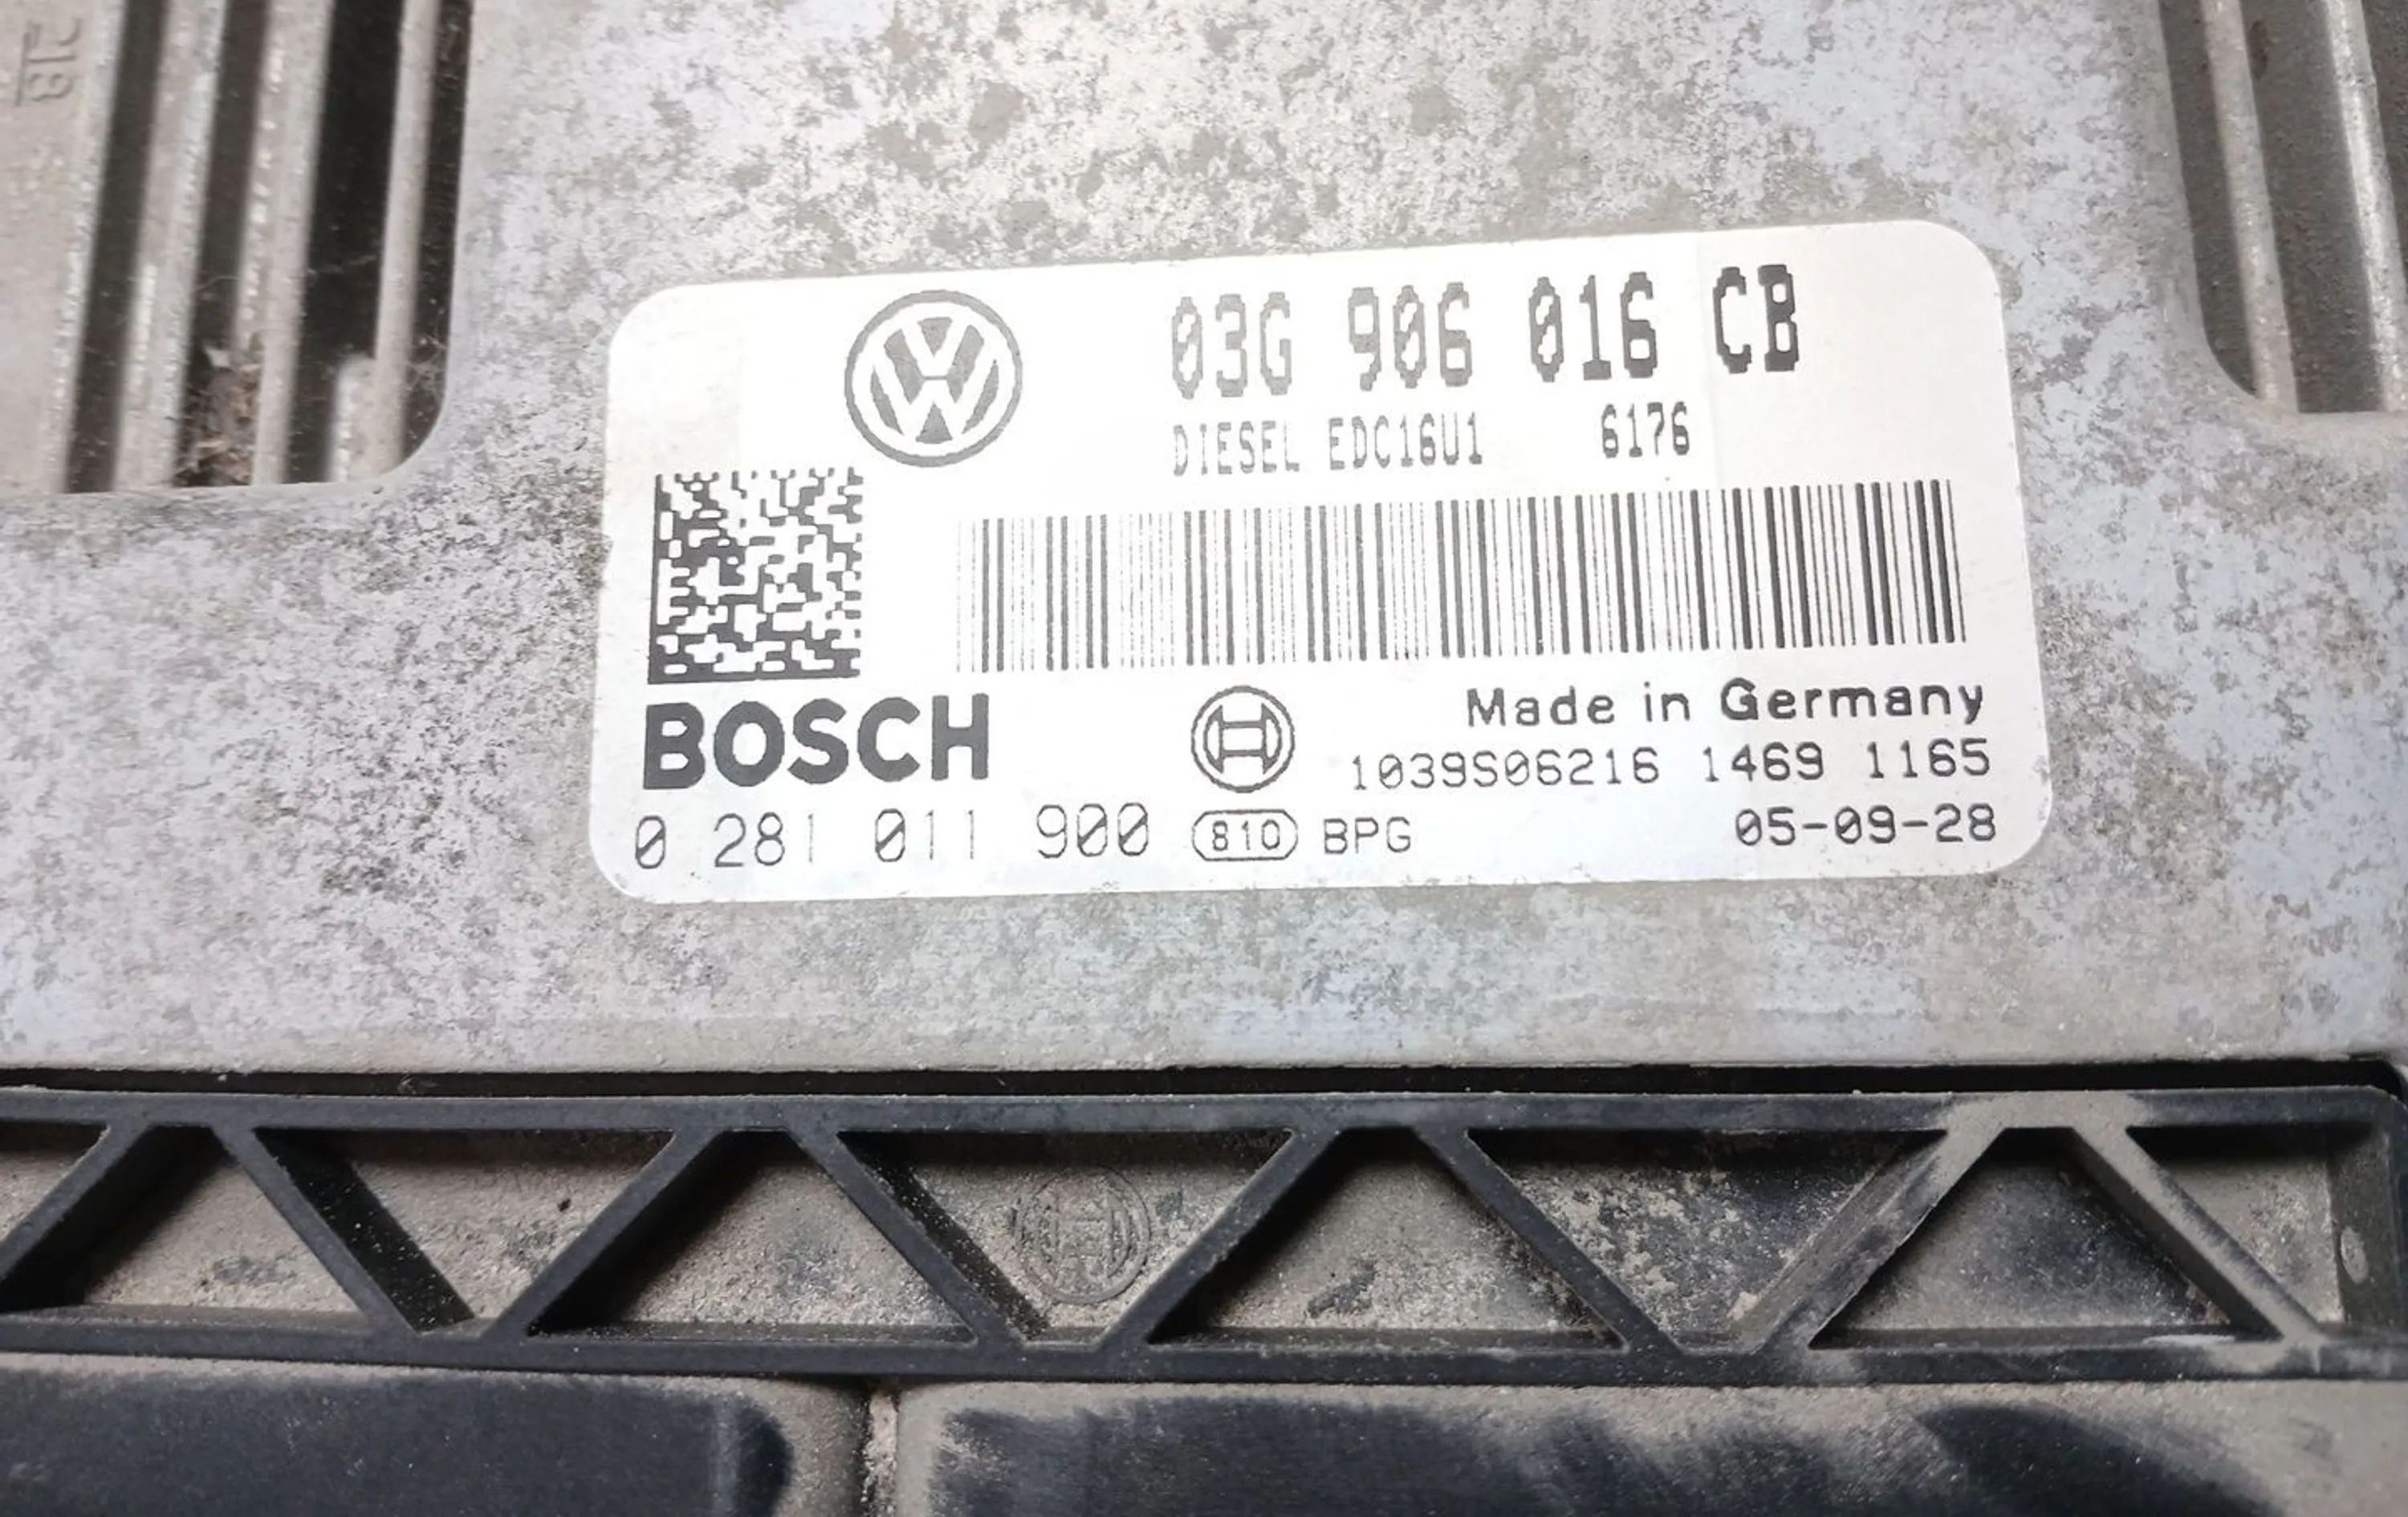 03G 906 016 CB
DIESEL EDC16U1 6176
BOSCH
Made in Germany
1039S06216 1469 1165
0 281 011 900 810 BPG 05-09-28